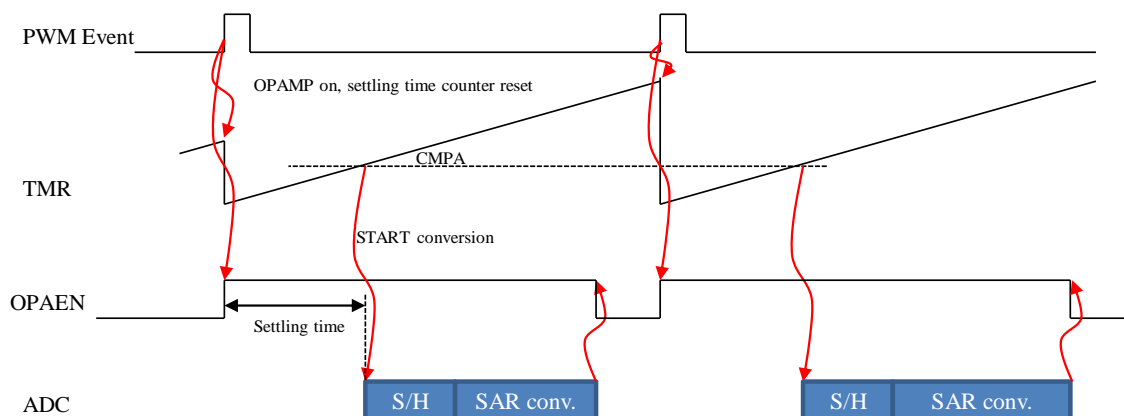 PWM Event
OPAMP on, settling time counter reset
CMPA
TMR
START conversion
OPAEN
Settling time
ADC
S/H
SAR conv.
S/H
SAR conv.